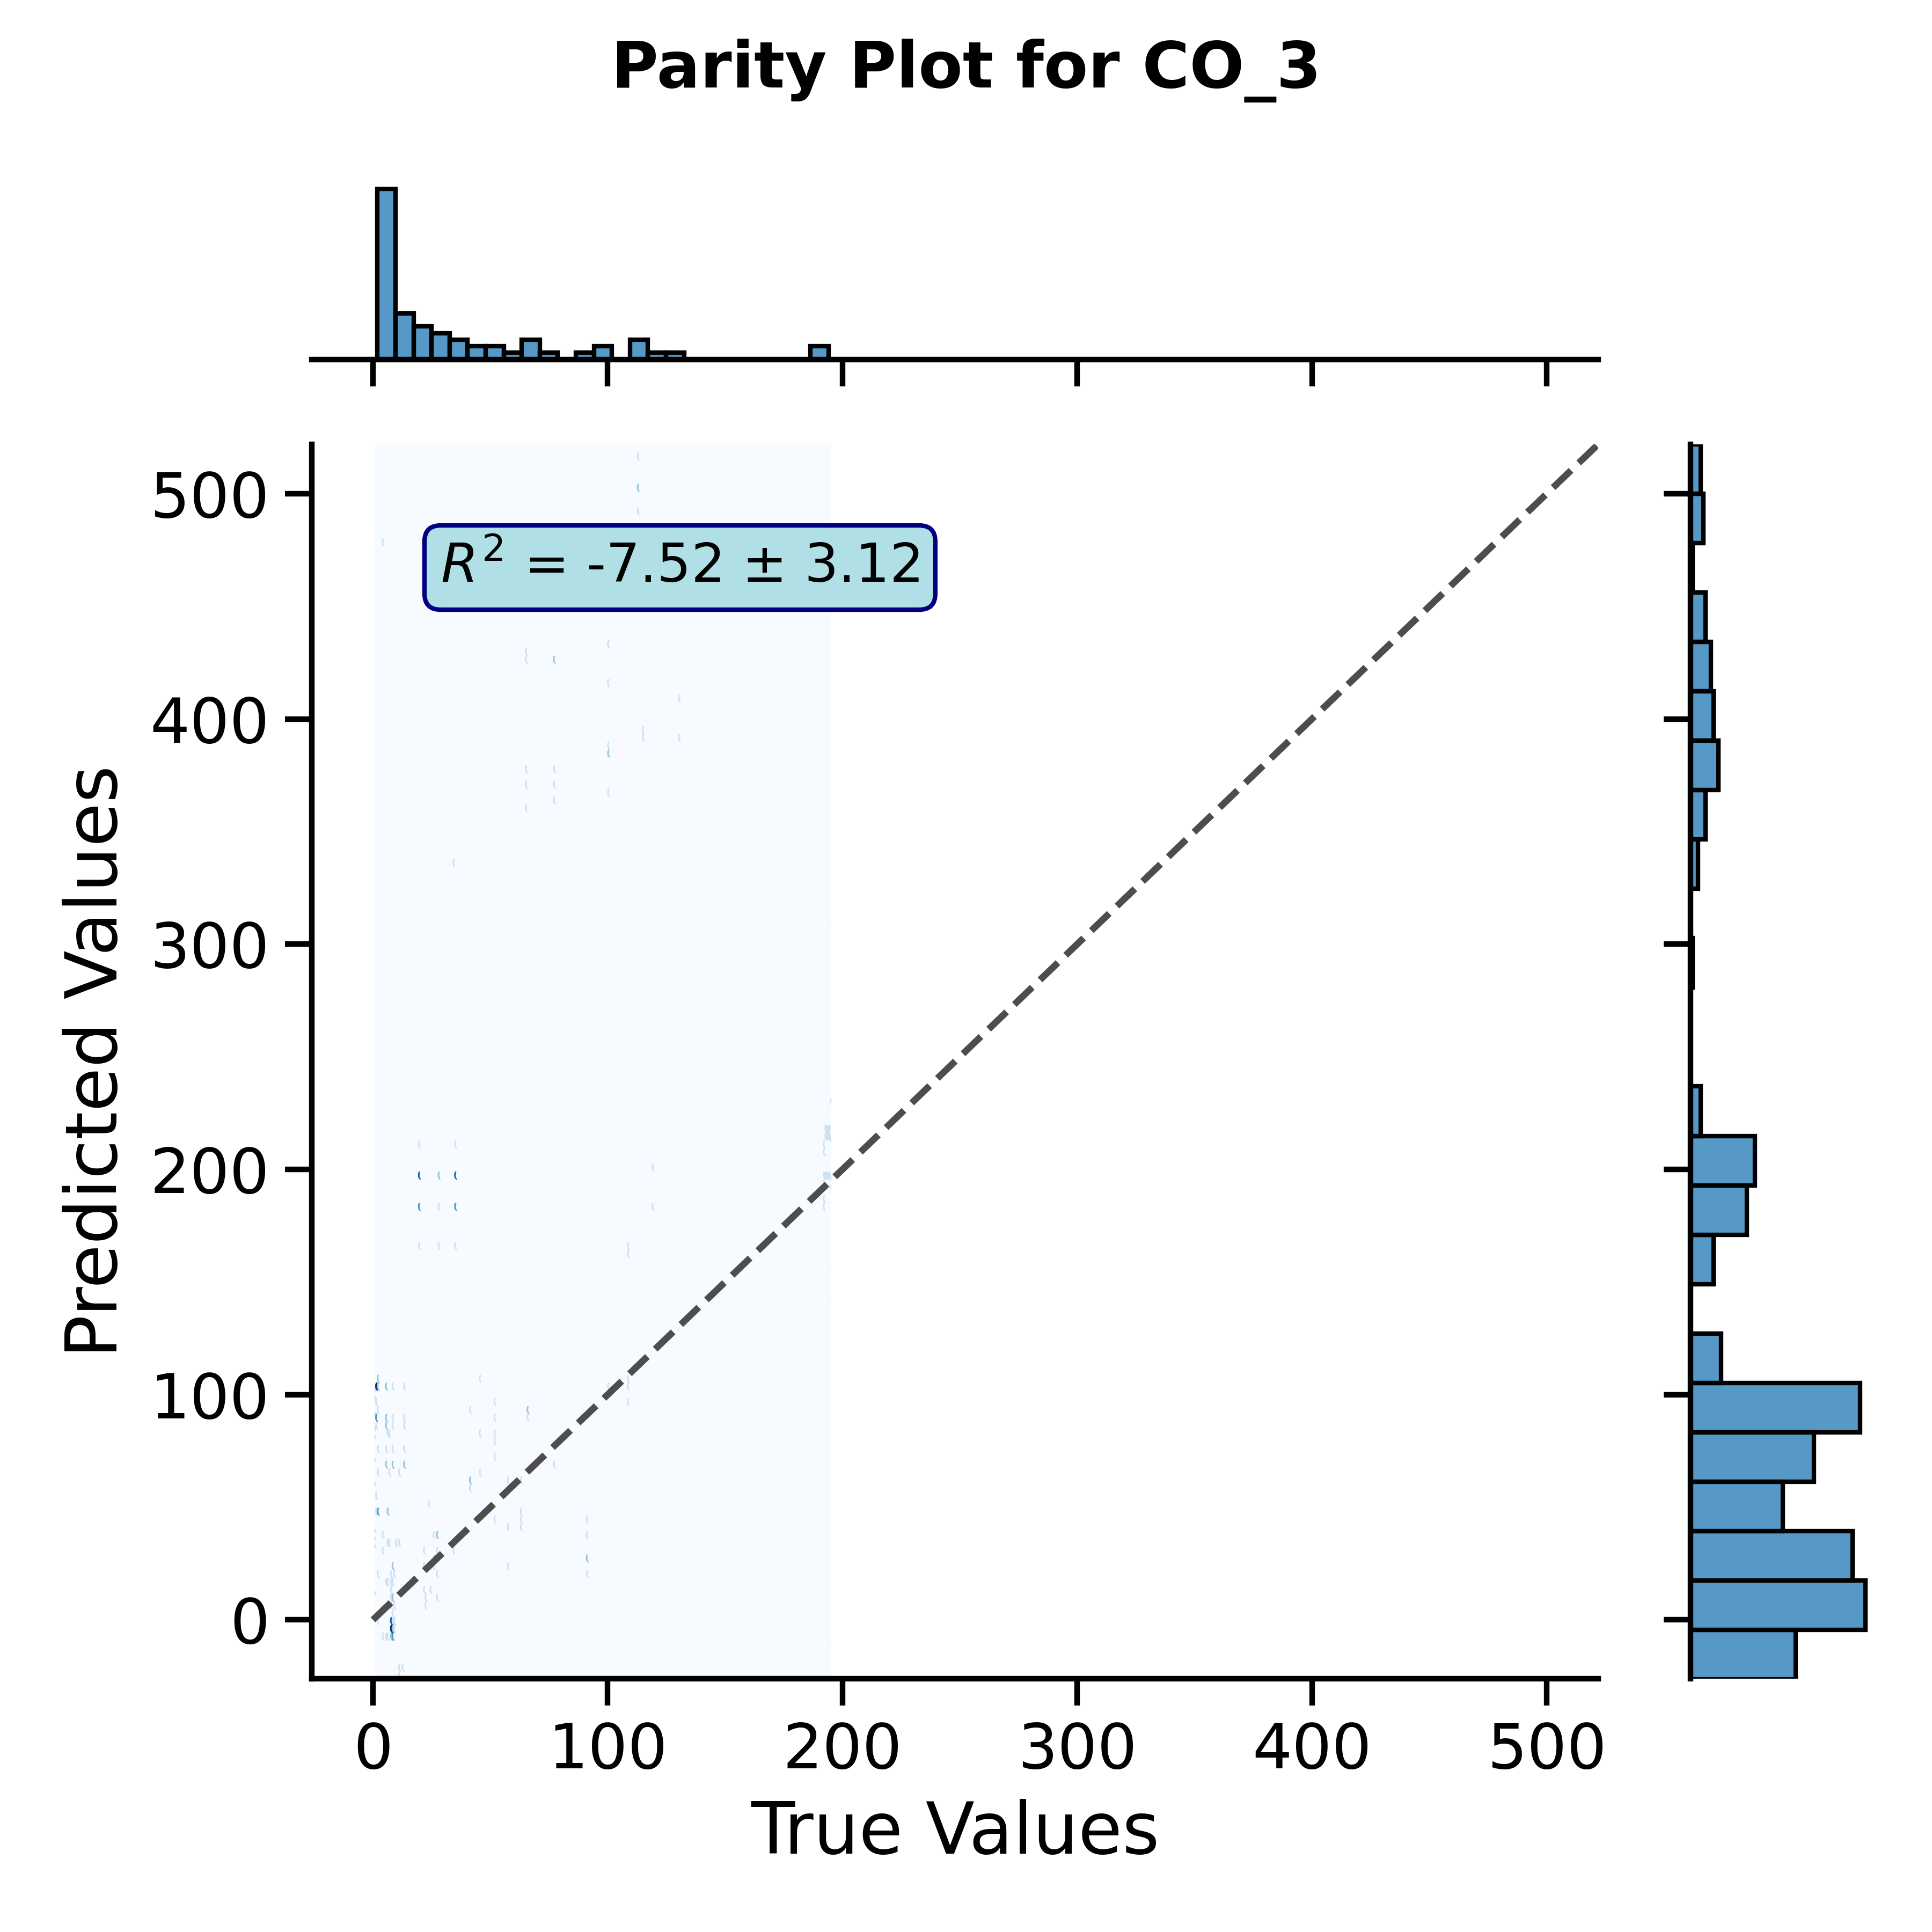 Parity Plot for CO_3
R² = -7.52 ± 3.12
Predicted Values
500
400
300
200
100
0
0 100 200 300 400 500
True Values